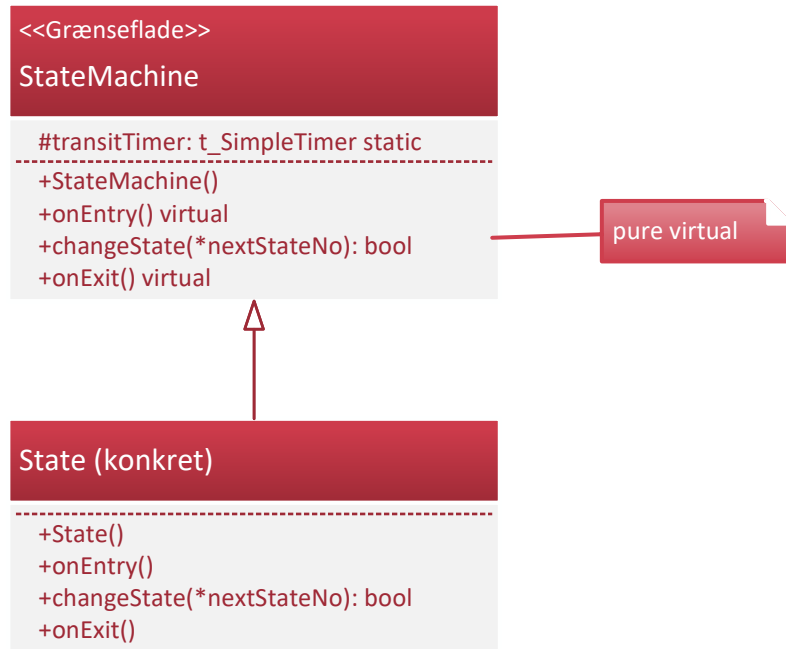 <<Grænseflade>>
StateMachine
#transitTimer: t_SimpleTimer static
+StateMachine()
+onEntry() virtual
+changeState(*nextStateNo): bool
+onExit() virtual
pure virtual
State (konkret)
+State()
+onEntry()
+changeState(*nextStateNo): bool
+onExit()